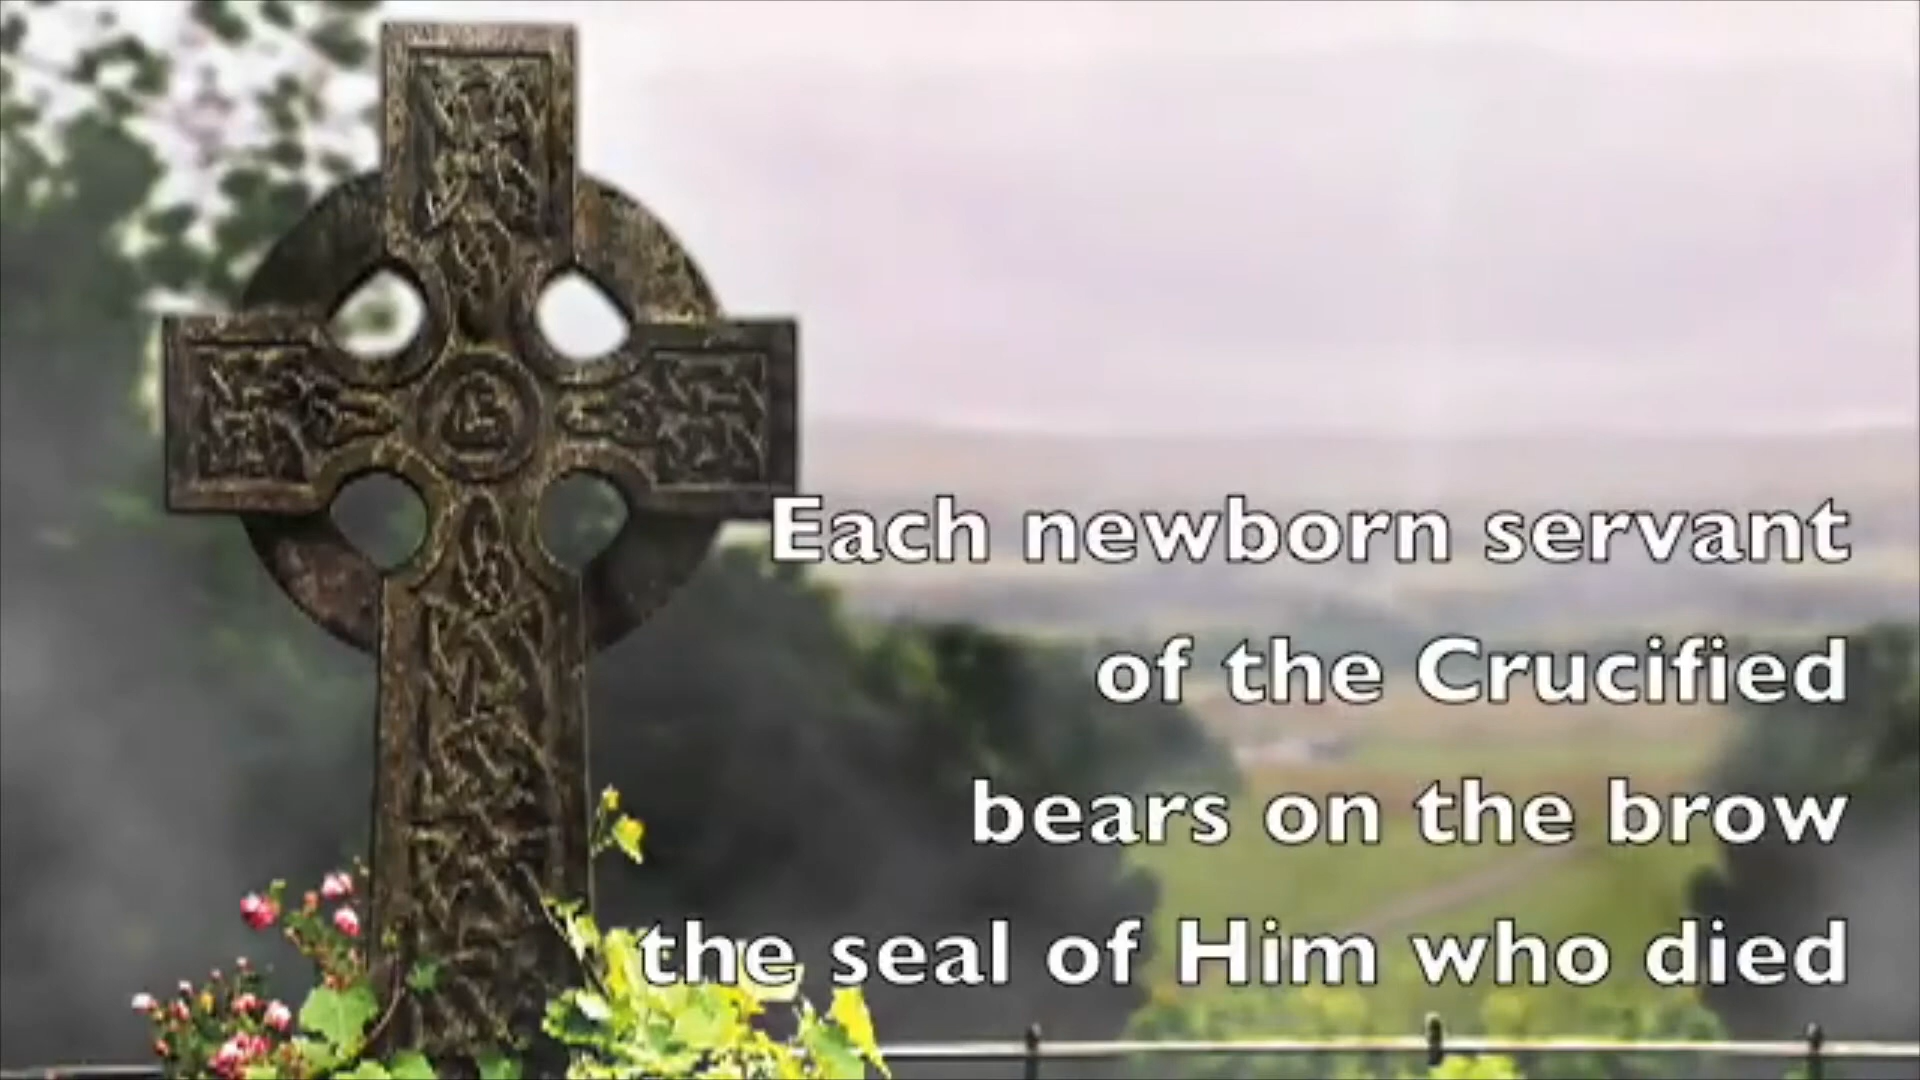 Each newborn servant
of the Crucified
bears on the brow
the seal of Him who died